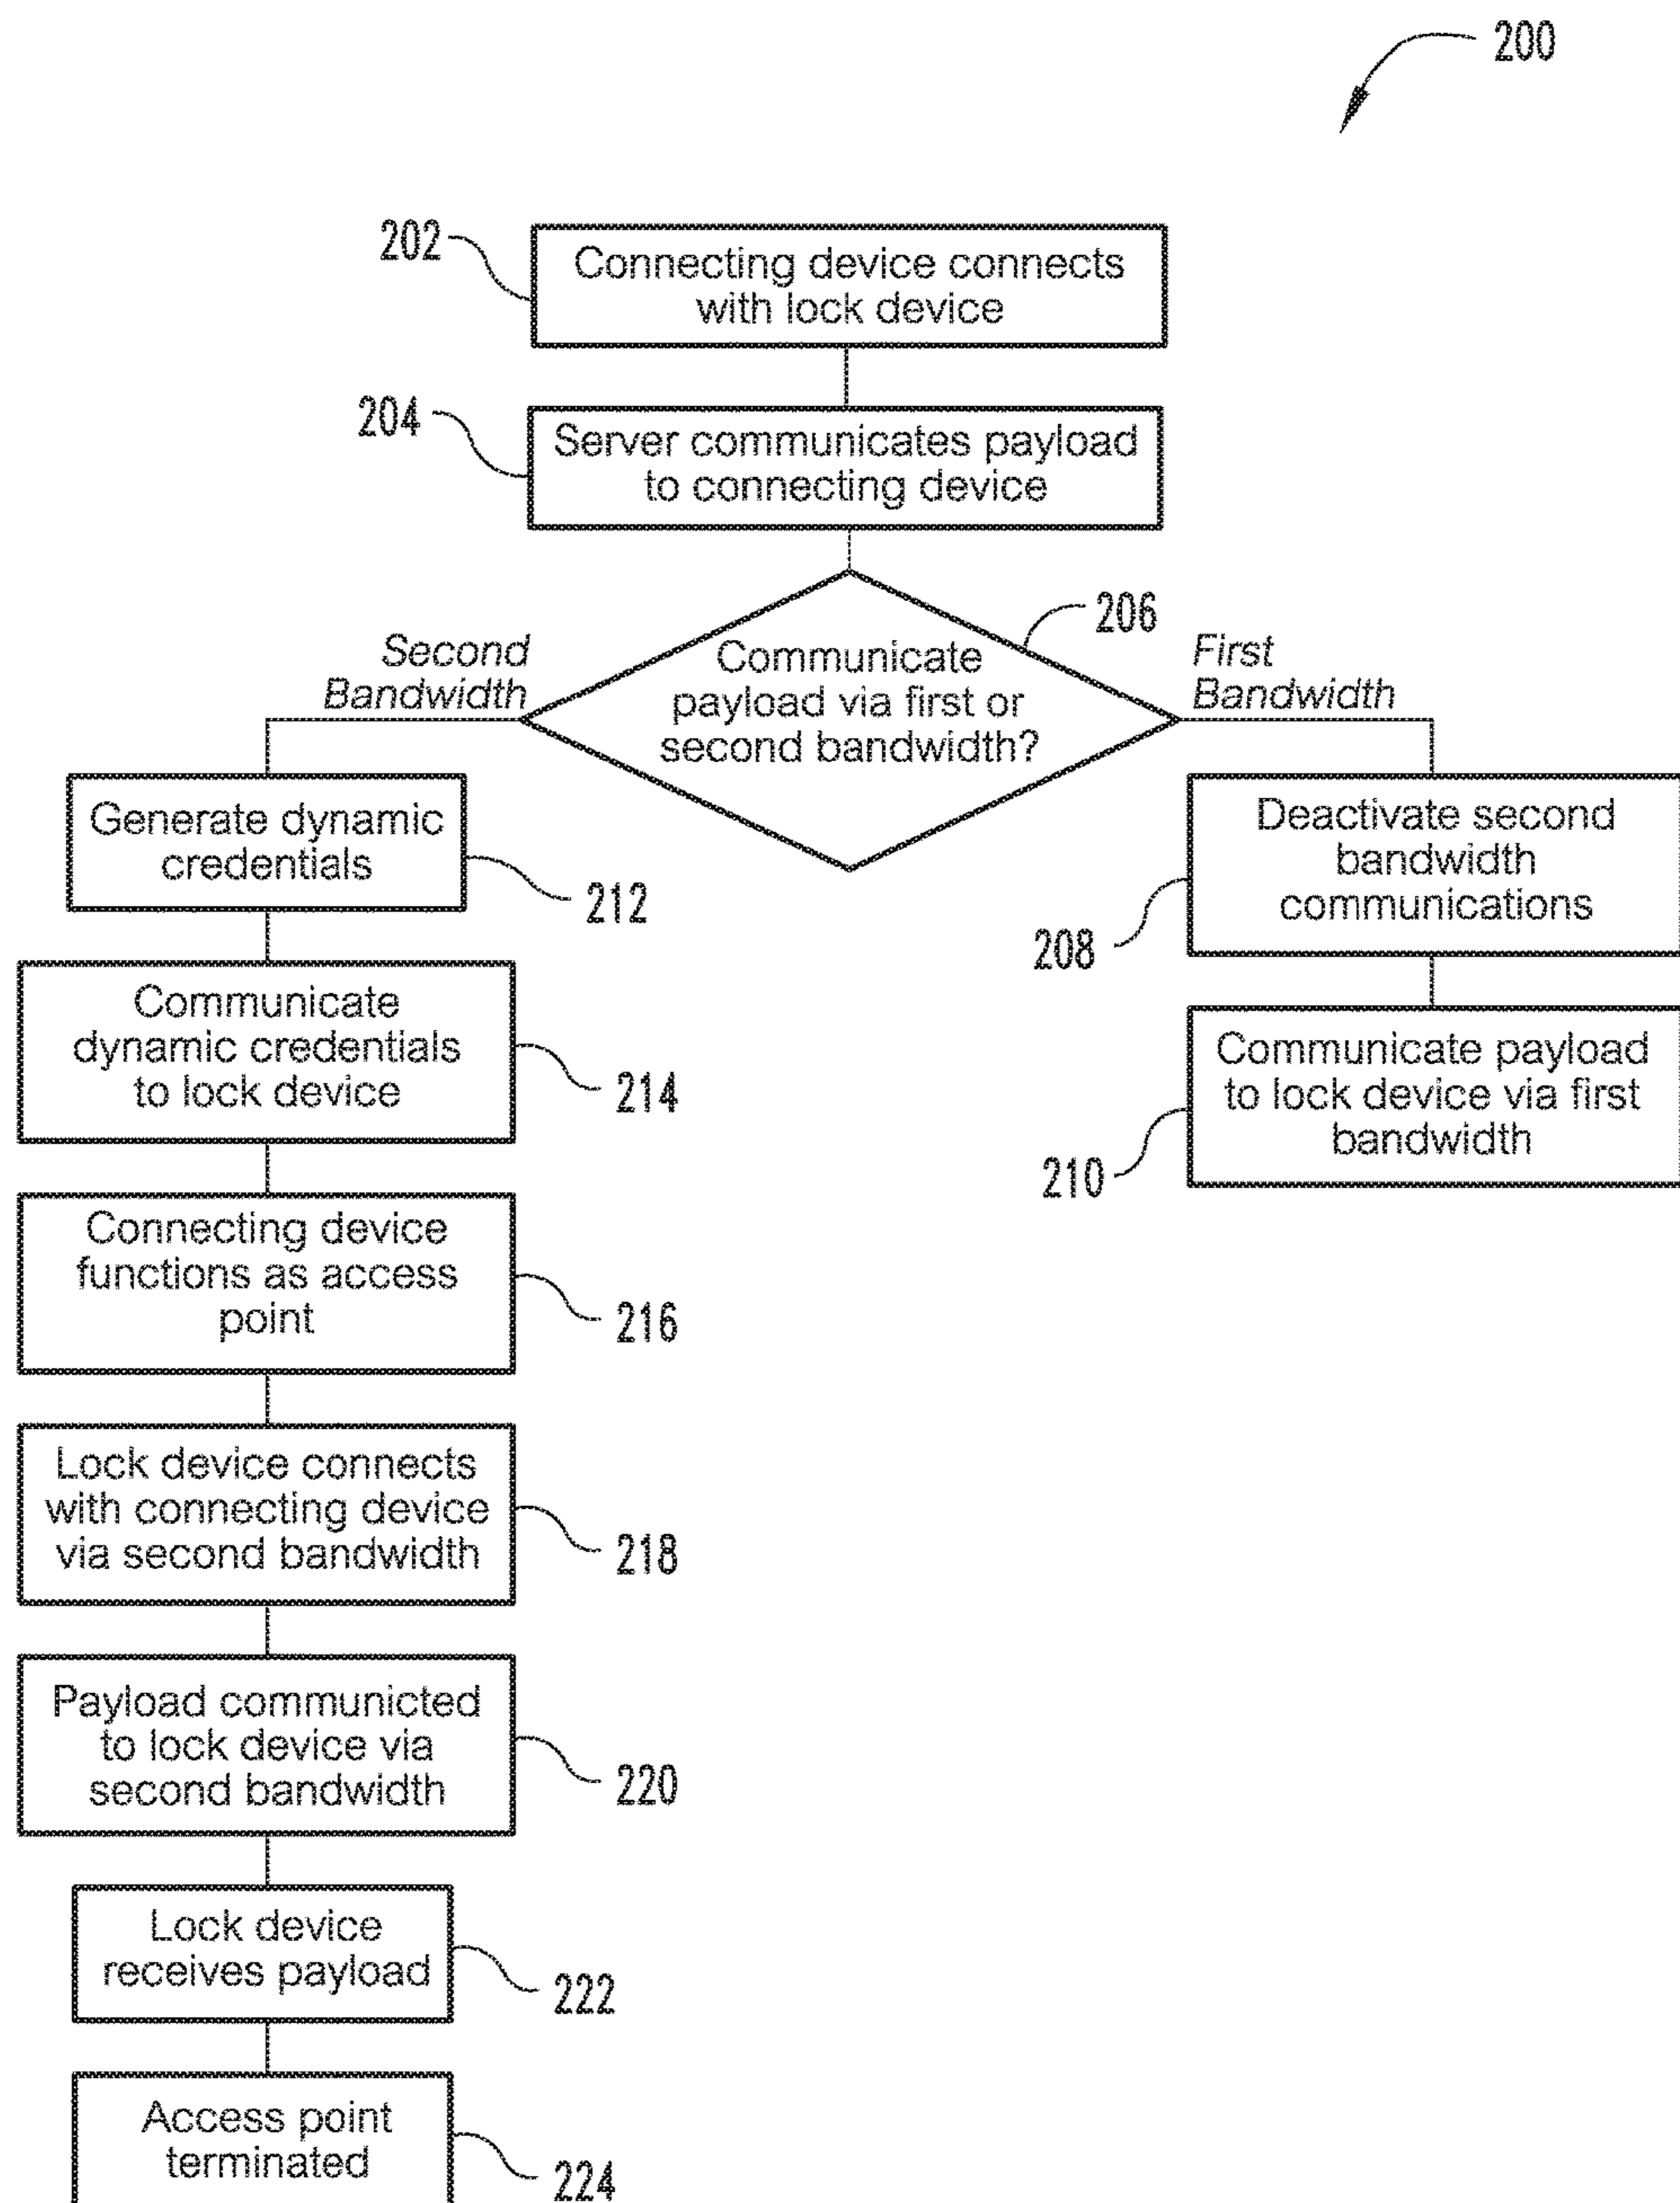 200
202
Connecting device connects
with lock device
204
Server communicates payload
to connecting device
206
Communicate
payload via first or
second bandwidth?
Second
Bandwidth
First
Bandwidth
Generate dynamic
credentials
212
Communicate
dynamic credentials
to lock device
214
Connecting device
functions as access
point
216
Lock device connects
with connecting device
via second bandwidth
218
Payload communicted
to lock device via
second bandwidth
220
Lock device
receives payload
222
Access point
terminated
224
Deactivate second
bandwidth
communications
208
Communicate payload
to lock device via first
bandwidth
210